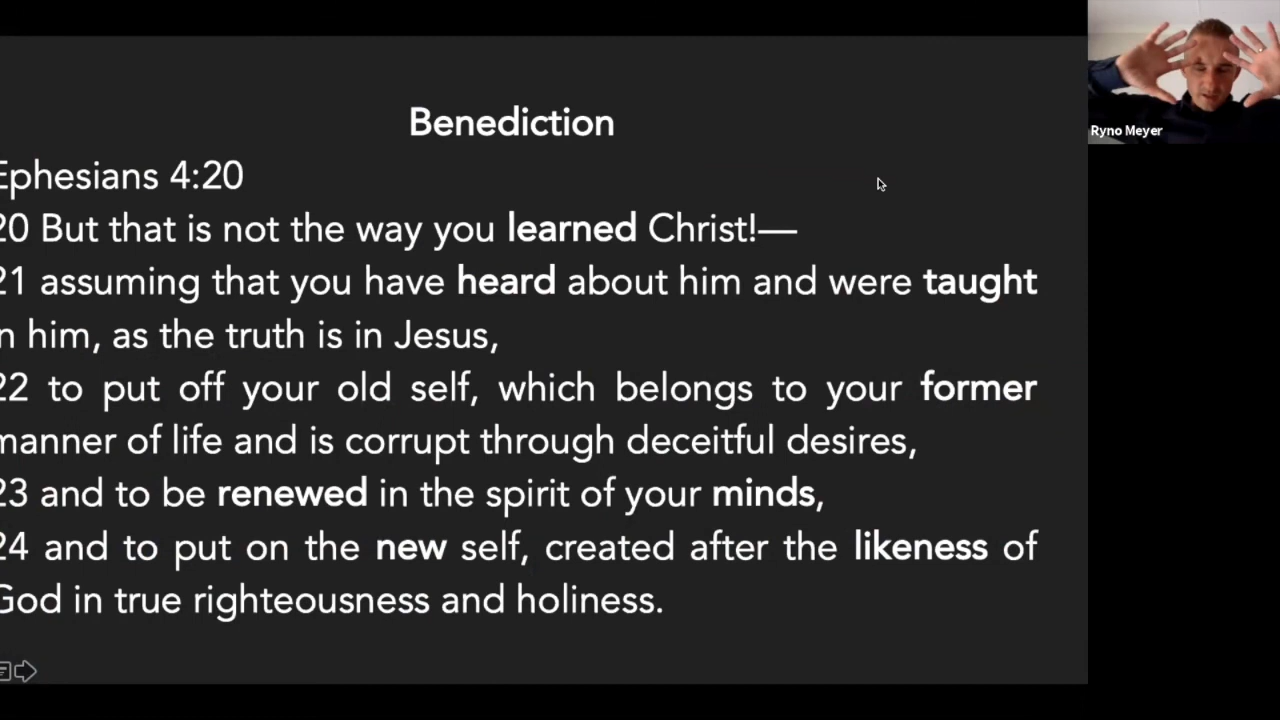 Benediction
Ephesians 4:20
20 But that is not the way you learned Christ!—
21 assuming that you have heard about him and were taught
in him, as the truth is in Jesus,
22 to put off your old self, which belongs to your former
manner of life and is corrupt through deceitful desires,
23 and to be renewed in the spirit of your minds,
24 and to put on the new self, created after the likeness of
God in true righteousness and holiness.
Ryno Meyer